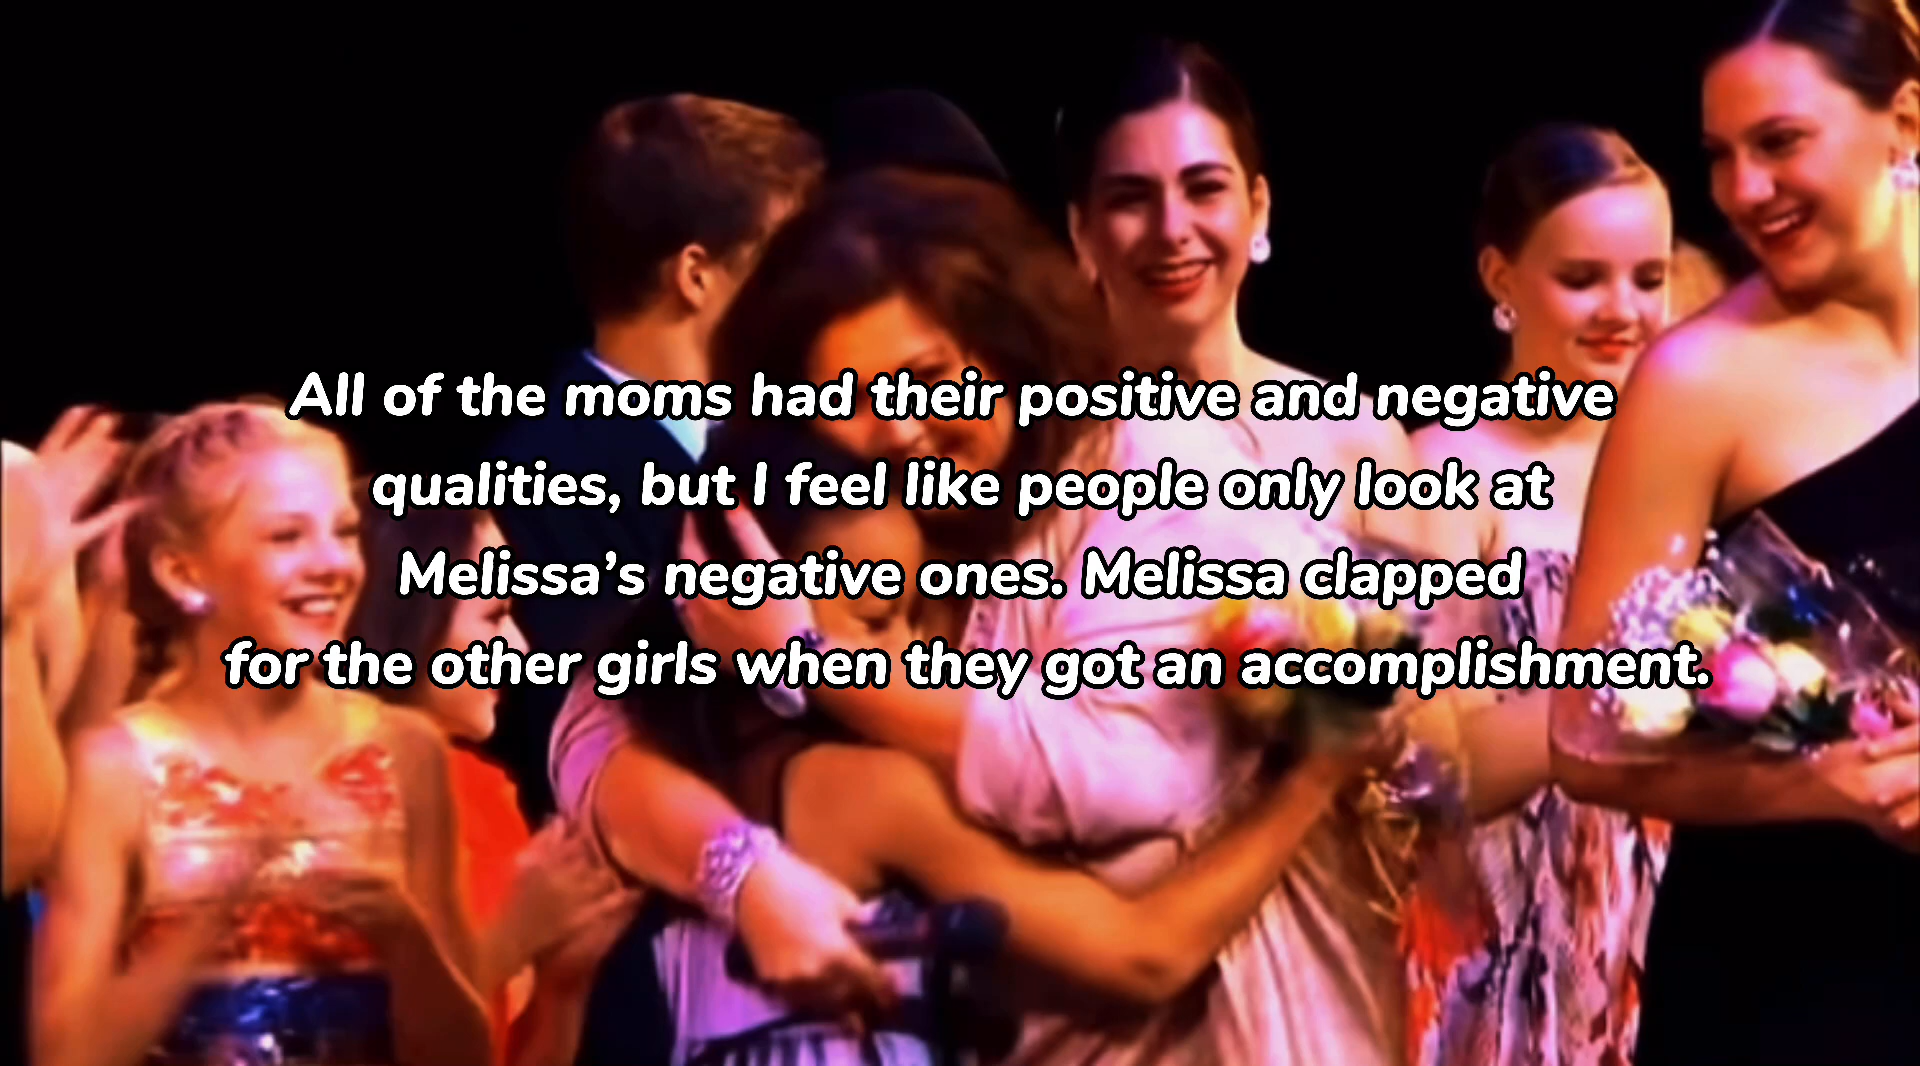 All of the moms had their positive and negative
qualities, but I feel like people only look at
Melissa’s negative ones. Melissa clapped
for the other girls when they got an accomplishment.